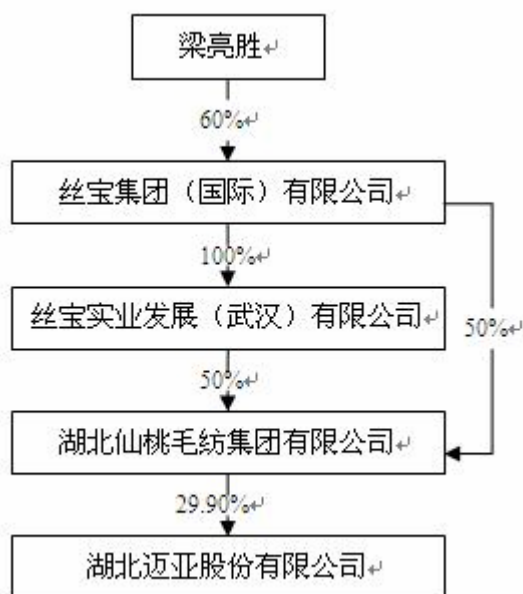 梁亮胜
60%
丝宝集团（国际）有限公司
100%
丝宝实业发展（武汉）有限公司
50%
50%
湖北仙桃毛纺集团有限公司
29.90%
湖北迈亚股份有限公司